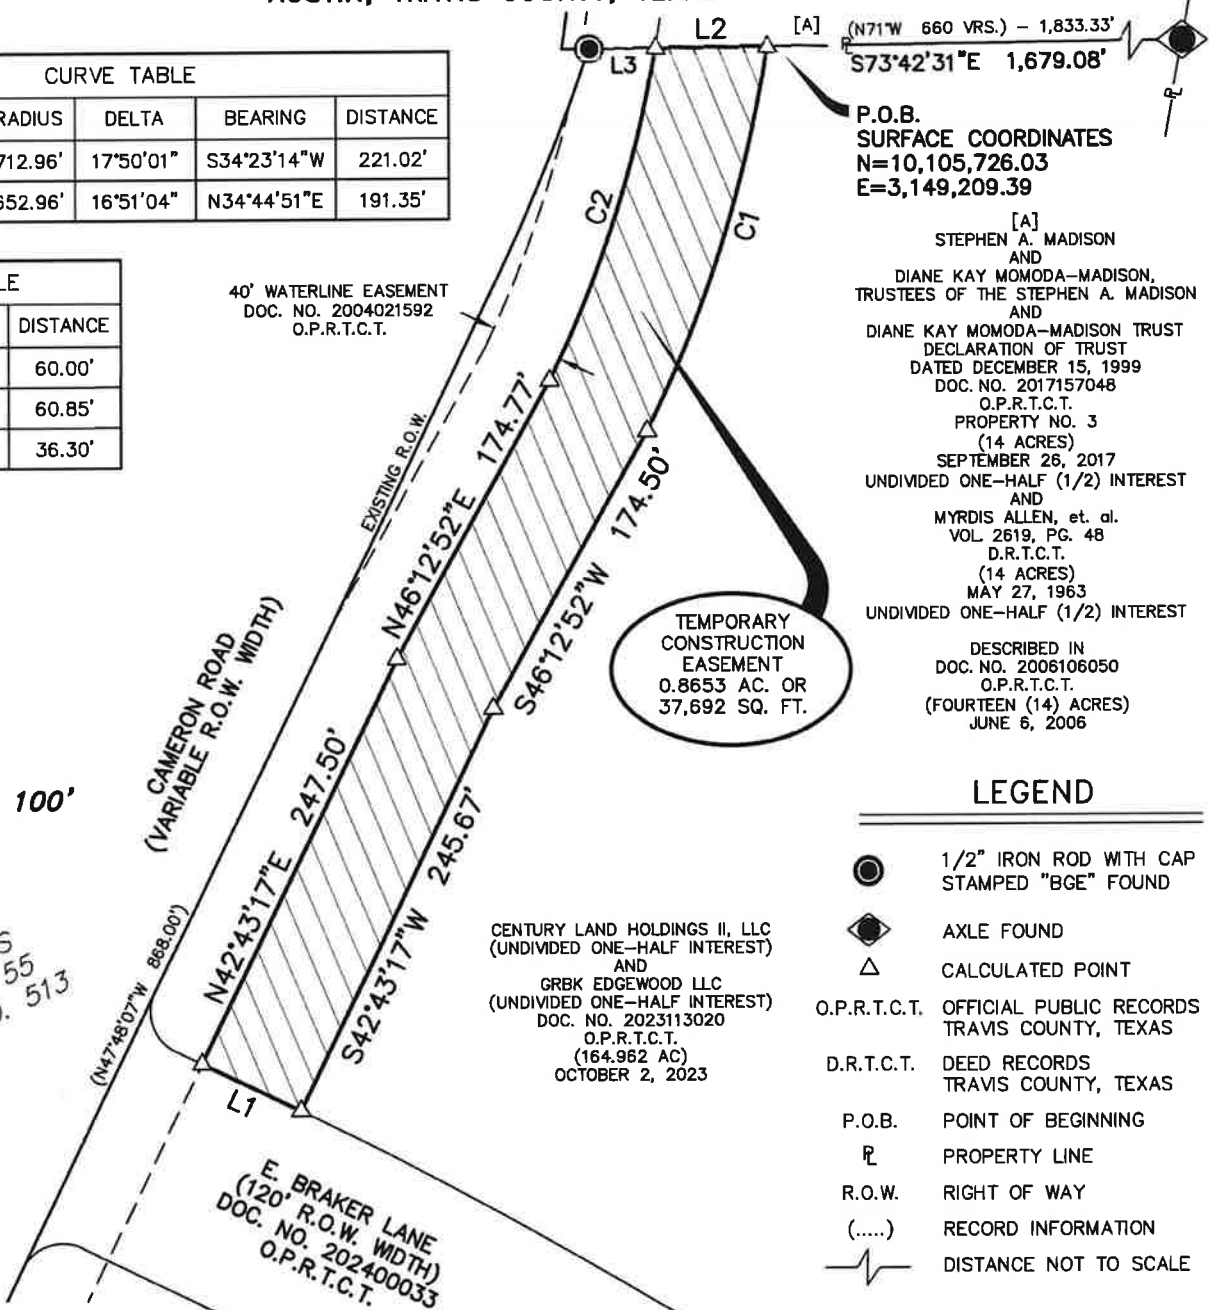 L2
[A]
(N71°W 660 VRS.) – 1,833.33'
S73°42'31"E 1,679.08'
L3
CURVE TABLE
RADIUS DELTA BEARING DISTANCE
712.96' 17°50'01" S34°23'14"W 221.02'
652.96' 16°51'04" N34°44'51"E 191.35'
DISTANCE
60.00'
60.85'
36.30'
P.O.B.
SURFACE COORDINATES
N=10,105,726.03
E=3,149,209.39
C2
C1
40' WATERLINE EASEMENT
DOC. NO. 2004021592
O.P.R.T.C.T.
[A]
STEPHEN A. MADISON
AND
DIANE KAY MOMODA–MADISON,
TRUSTEES OF THE STEPHEN A. MADISON
AND
DIANE KAY MOMODA–MADISON TRUST
DECLARATION OF TRUST
DATED DECEMBER 15, 1999
DOC. NO. 2017157048
O.P.R.T.C.T.
PROPERTY NO. 3
(14 ACRES)
SEPTEMBER 26, 2017
UNDIVIDED ONE–HALF (1/2) INTEREST
AND
MYRDIS ALLEN, et. al.
VOL. 2619, PG. 48
D.R.T.C.T.
(14 ACRES)
MAY 27, 1963
UNDIVIDED ONE–HALF (1/2) INTEREST
DESCRIBED IN
DOC. NO. 2006106050
O.P.R.T.C.T.
(FOURTEEN (14) ACRES)
JUNE 6, 2006
EXISTING R.O.W.
N46°12'52"E 174.77'
S46°12'52"W 174.50'
TEMPORARY
CONSTRUCTION
EASEMENT
0.8653 AC. OR
37,692 SQ. FT.
CAMERON ROAD
(VARIABLE R.O.W. WIDTH)
100'
N42°43'17"E 247.50'
S42°43'17"W 245.67'
55
513
(N47°48'07"W 868.00')
L1
CENTURY LAND HOLDINGS II, LLC
(UNDIVIDED ONE–HALF INTEREST)
AND
GRBK EDGEWOOD LLC
(UNDIVIDED ONE–HALF INTEREST)
DOC. NO. 2023113020
O.P.R.T.C.T.
(164.962 AC)
OCTOBER 2, 2023
E. BRAKER LANE
(120' R.O.W. WIDTH)
DOC. NO. 202400033
O.P.R.T.C.T.
LEGEND
1/2" IRON ROD WITH CAP
STAMPED "BGE" FOUND
AXLE FOUND
CALCULATED POINT
O.P.R.T.C.T. OFFICIAL PUBLIC RECORDS
TRAVIS COUNTY, TEXAS
D.R.T.C.T. DEED RECORDS
TRAVIS COUNTY, TEXAS
P.O.B. POINT OF BEGINNING
PL PROPERTY LINE
R.O.W. RIGHT OF WAY
(.....) RECORD INFORMATION
DISTANCE NOT TO SCALE